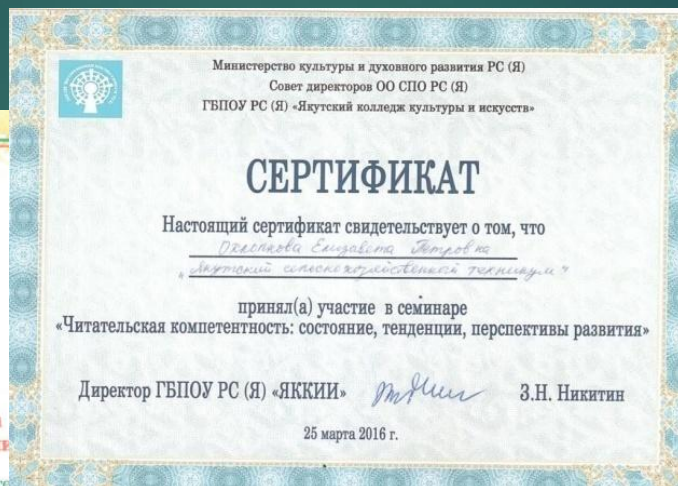 Министерство культуры и духовного развития РС (Я)
Совет директоров ОО СПО РС (Я)
ГБПОУ РС (Я) «Якутский колледж культуры и искусств»
СЕРТИФИКАТ
Настоящий сертификат свидетельствует о том, что
Охлопкова Елизавета Петровна
"Якутский сельскохозяйственный техникум"
принял(а) участие в семинаре
«Читательская компетентность: состояние, тенденции, перспективы развития»
Директор ГБПОУ РС (Я) «ЯККИИ» З.Н. Никитин
25 марта 2016 г.